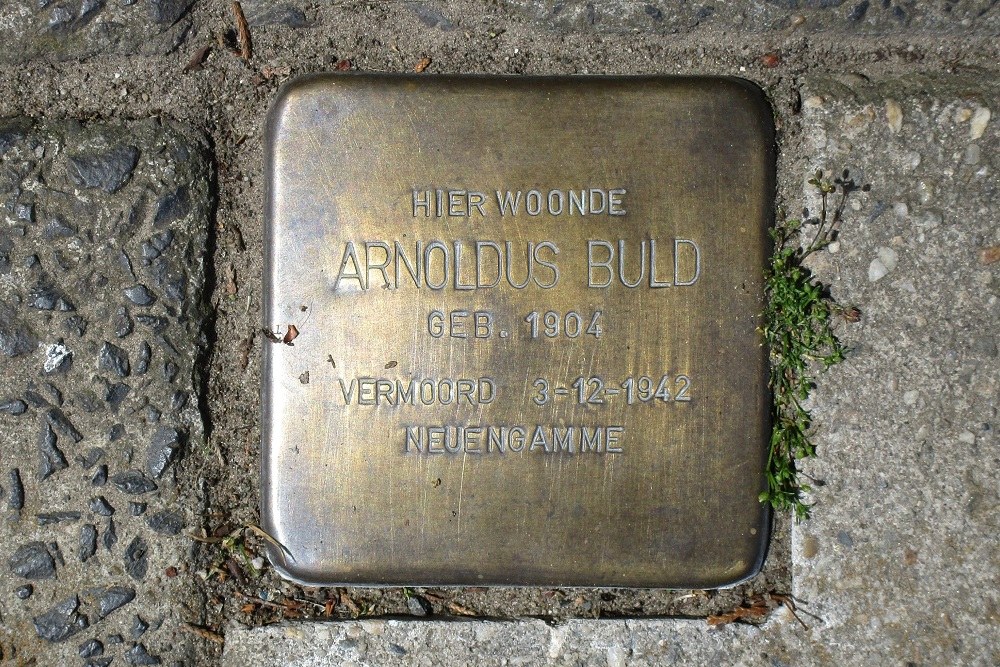 HIER WOONDE
ARNOLDUS BULD
GEB. 1904
VERMOORD 3-12-1942
NEUENGAMME